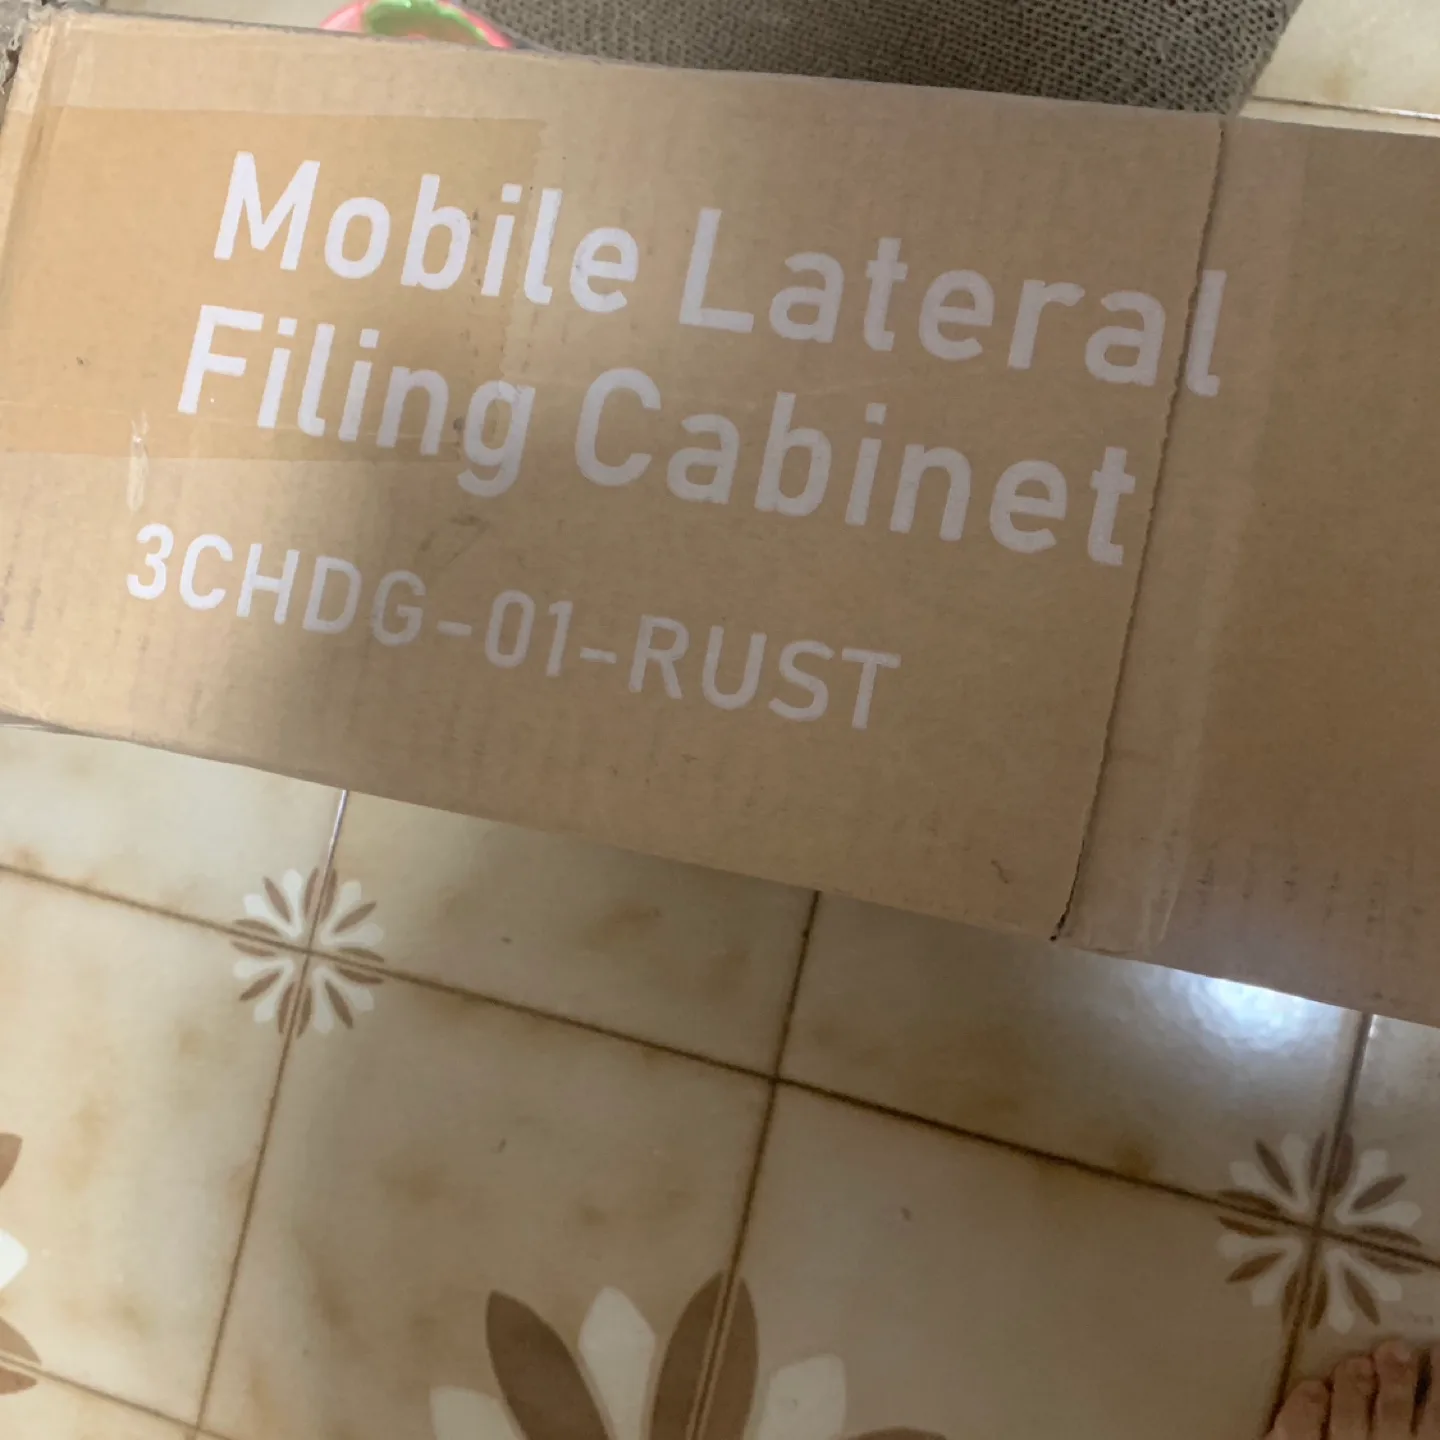 Mobile Lateral
Filing Cabinet
3CHDG-01-RUST